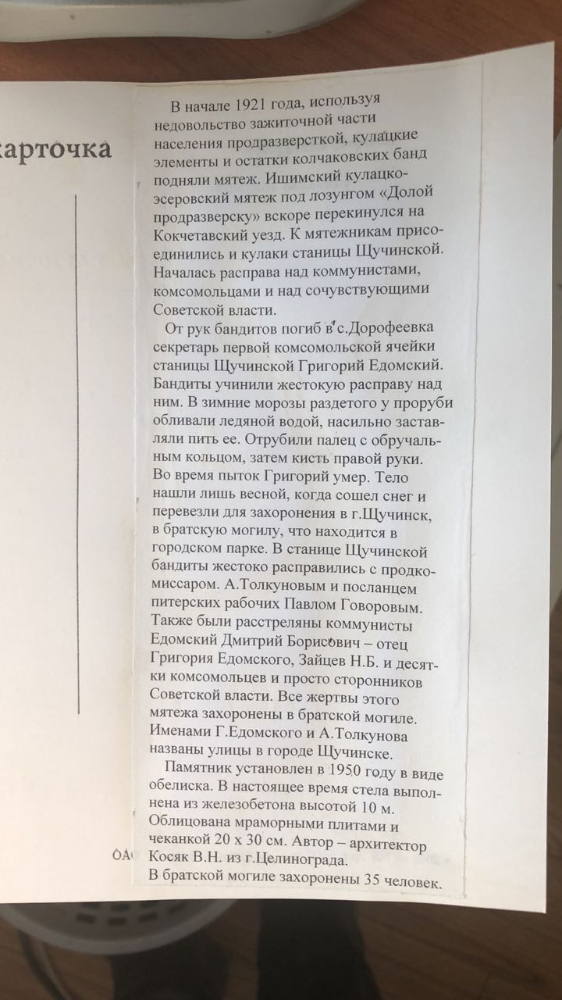 карточка
В начале 1921 года, используя
недовольство зажиточной части
населения продразверсткой, кулацкие
элементы и остатки колчаковских банд
подняли мятеж. Ишимский кулацко-
эсеровский мятеж под лозунгом «Долой
продразверску» вскоре перекинулся на
Кокчетавский уезд. К мятежникам присо-
единились и кулаки станицы Щучинской.
Началась расправа над коммунистами,
комсомольцами и над сочувствующими
Советской власти.
От рук бандитов погиб в с.Дорофеевка
секретарь первой комсомольской ячейки
станицы Щучинской Григорий Едомский.
Бандиты учинили жестокую расправу над
ним. В зимние морозы раздетого у проруби
обливали ледяной водой, насильно застав-
ляли пить ее. Отрубили палец с обручаль-
ным кольцом, затем кисть правой руки.
Во время пыток Григорий умер. Тело
нашли лишь весной, когда сошел снег и
перевезли для захоронения в г.Щучинск,
в братскую могилу, что находится в
городском парке. В станице Щучинской
бандиты жестоко расправились с продко-
миссаром. А.Толкуновым и посланцем
питерских рабочих Павлом Говоровым.
Также были расстреляны коммунисты
Едомский Дмитрий Борисович – отец
Григория Едомского, Зайцев Н.Б. и десят-
ки комсомольцев и просто сторонников
Советской власти. Все жертвы этого
мятежа захоронены в братской могиле.
Именами Г.Едомского и А.Толкунова
названы улицы в городе Щучинске.
Памятник установлен в 1950 году в виде
обелиска. В настоящее время стела выпол-
нена из железобетона высотой 10 м.
Облицована мраморными плитами и
чеканкой 20 х 30 см. Автор – архитектор
Косяк В.Н. из г.Целинограда.
В братской могиле захоронены 35 человек.